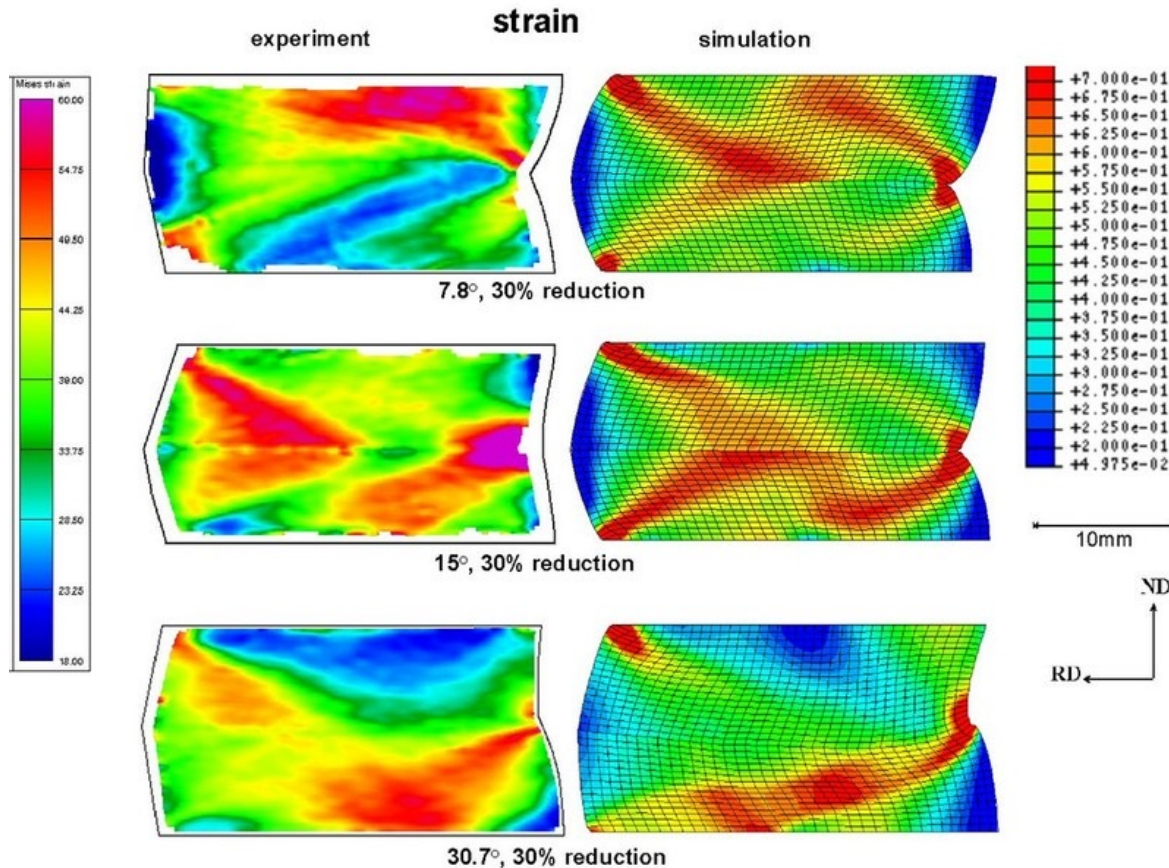 strain
experiment
simulation
Mises strain
60.00
54.75
49.50
44.25
39.00
33.75
28.50
23.25
18.00
7.8°, 30% reduction
15°, 30% reduction
30.7°, 30% reduction
+7.000e-01
+6.750e-01
+6.500e-01
+6.250e-01
+6.000e-01
+5.750e-01
+5.500e-01
+5.250e-01
+4.750e-01
+4.500e-01
+4.250e-01
+4.000e-01
+3.750e-01
+3.500e-01
+3.250e-01
+3.000e-01
+2.750e-01
+2.500e-01
+2.250e-01
+2.000e-01
+4.975e-02
10mm
ND
RD